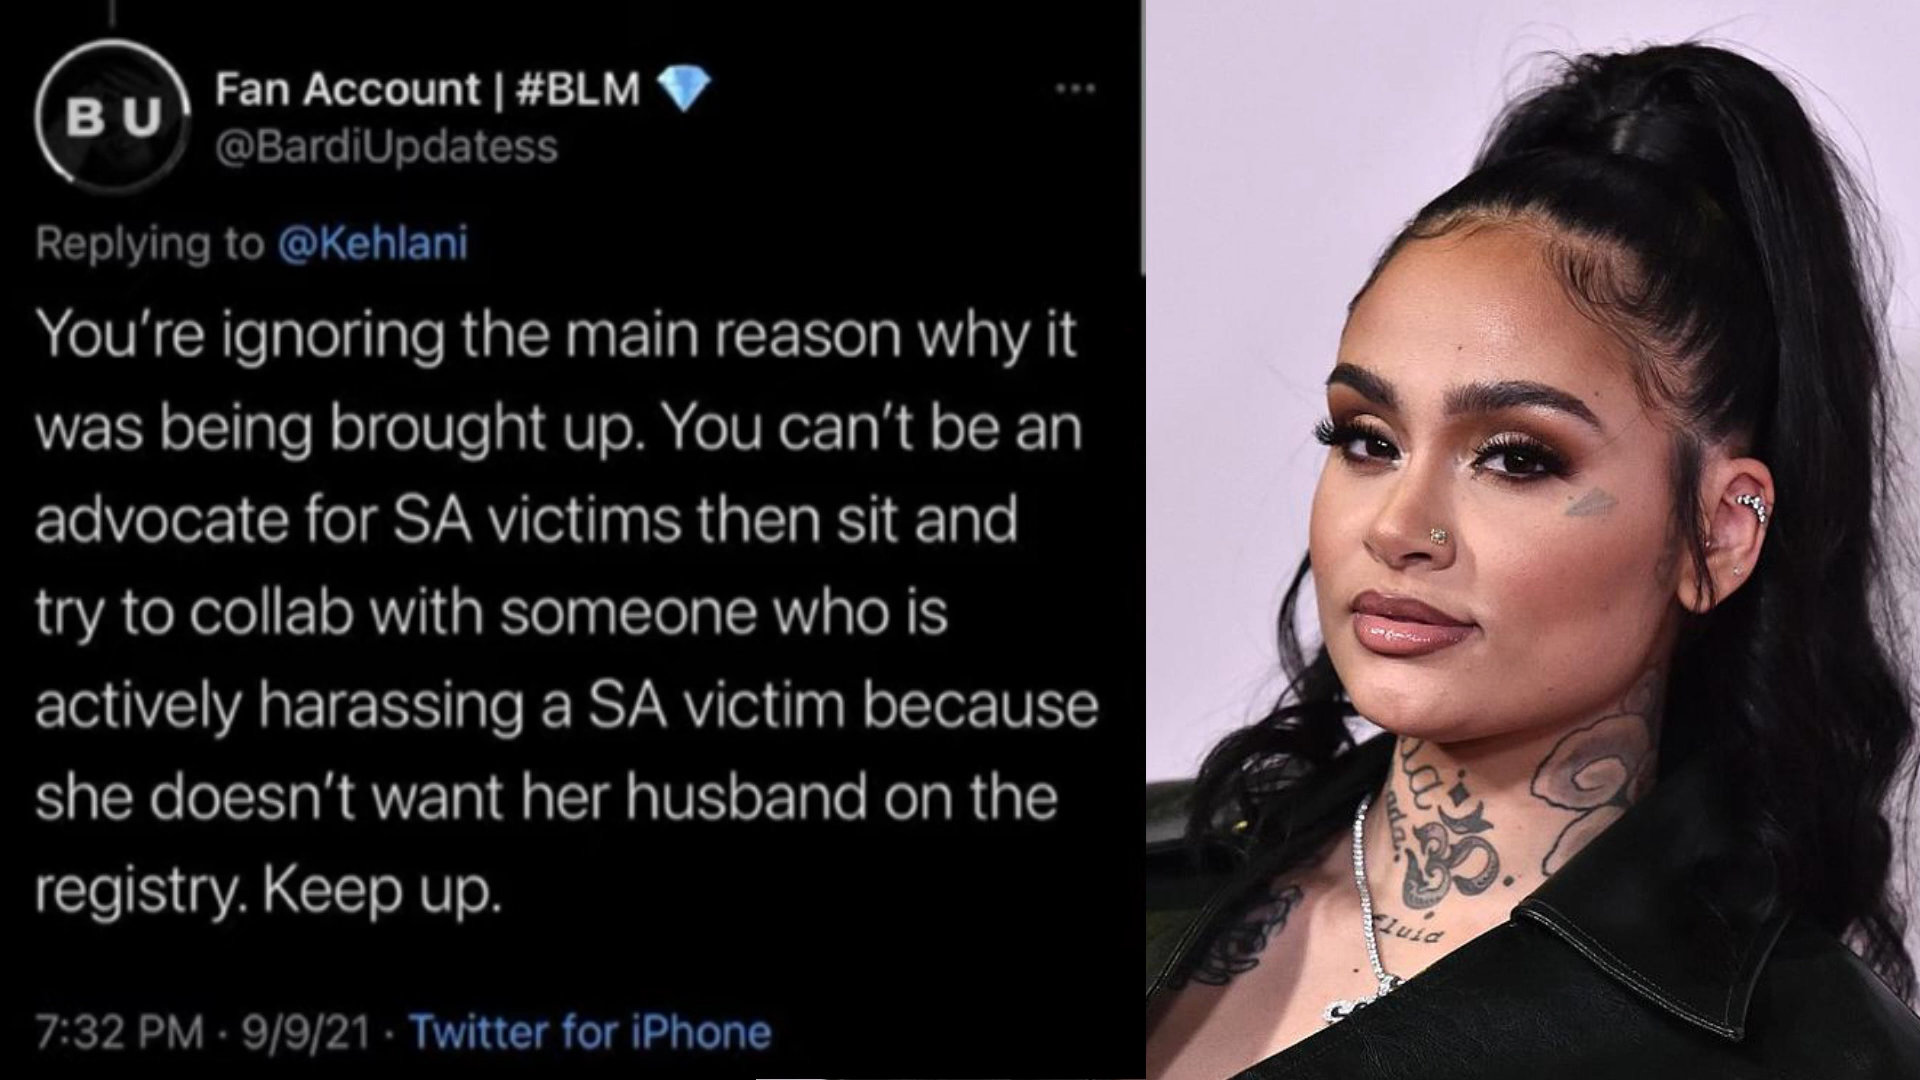 B U
Fan Account | #BLM 💎
@BardiUpdatess
Replying to @Kehlani
You're ignoring the main reason why it
was being brought up. You can't be an
advocate for SA victims then sit and
try to collab with someone who is
actively harassing a SA victim because
she doesn't want her husband on the
registry. Keep up.
7:32 PM · 9/9/21 · Twitter for iPhone
fluid